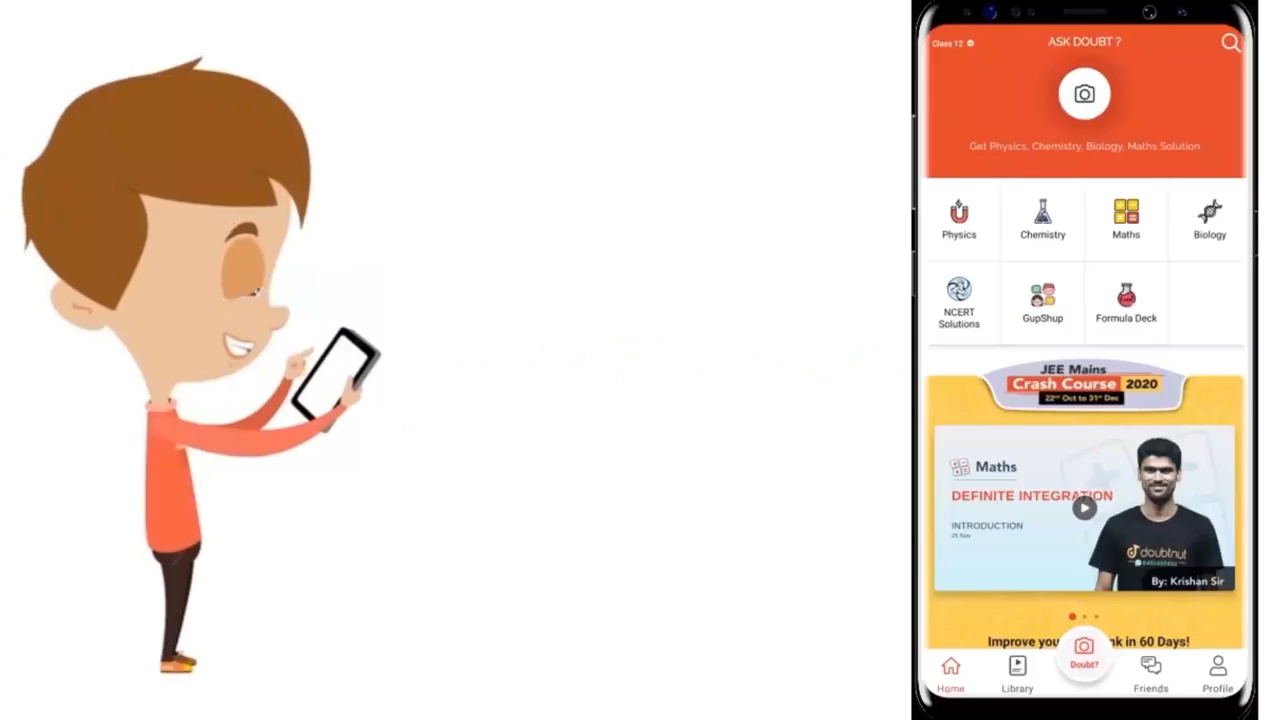 Class 12
ASK DOUBT ?
Get Physics, Chemistry, Biology, Maths Solution
Physics
Chemistry
Maths
Biology
NCERT
Solutions
GupShup
Formula Deck
JEE Mains
Crash Course 2020
22nd Oct to 31st Dec
Maths
DEFINITE INTEGRATION
INTRODUCTION
doubtnut
By: Krishan Sir
in 60 Days!
Doubt?
Home
Library
Friends
Profile